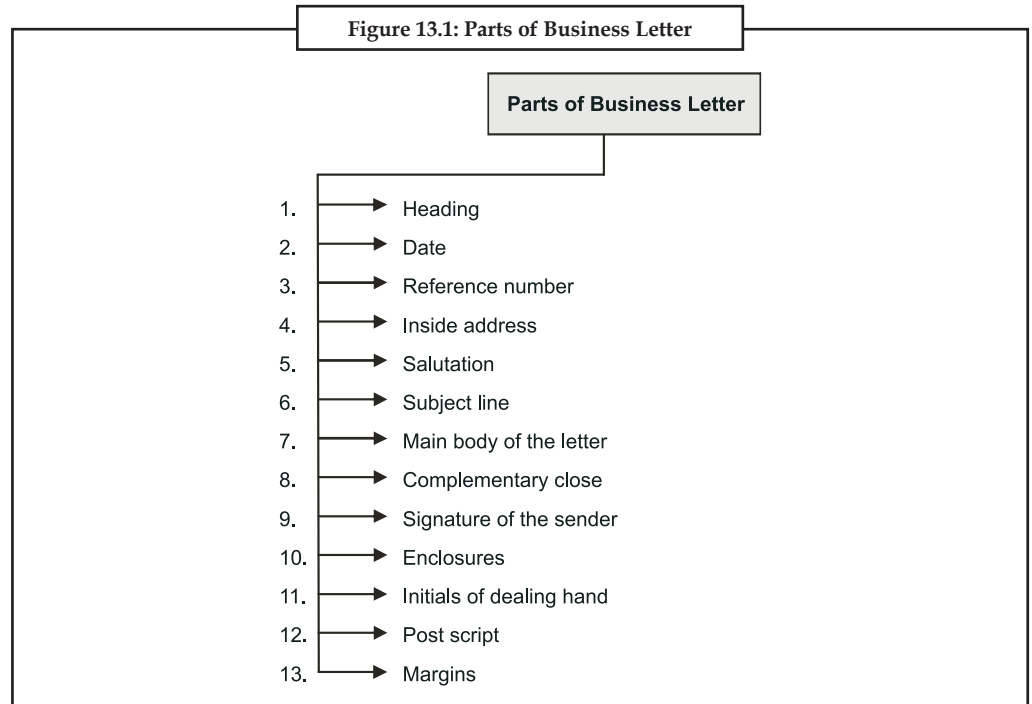 Figure 13.1: Parts of Business Letter
Parts of Business Letter
1. Heading
2. Date
3. Reference number
4. Inside address
5. Salutation
6. Subject line
7. Main body of the letter
8. Complementary close
9. Signature of the sender
10. Enclosures
11. Initials of dealing hand
12. Post script
13. Margins